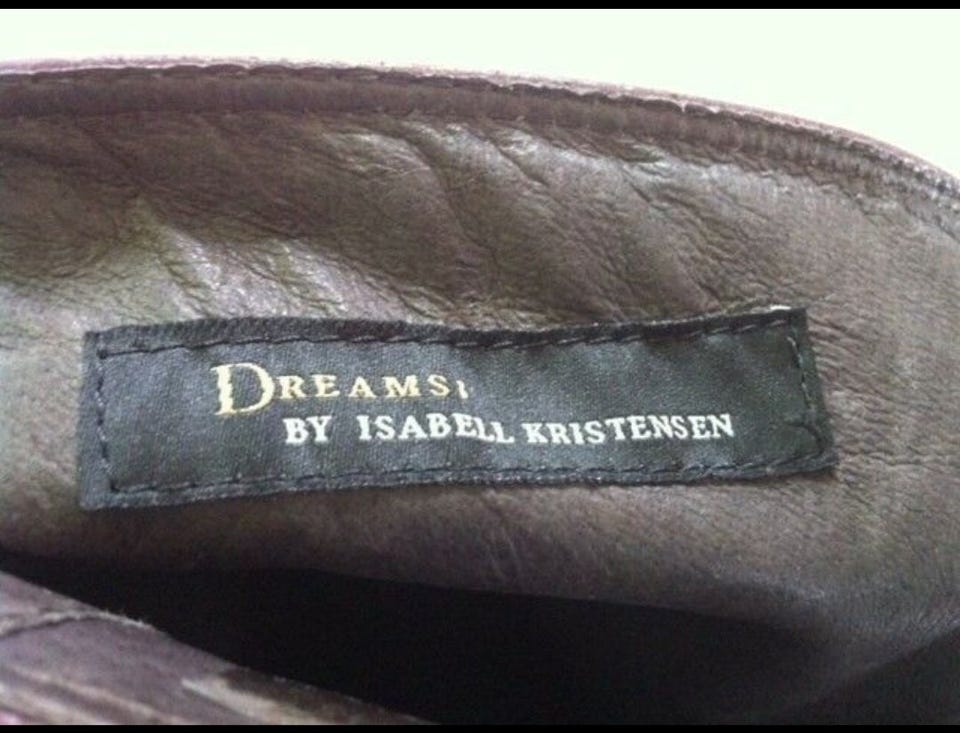 DREAMS;
BY ISABELL KRISTENSEN